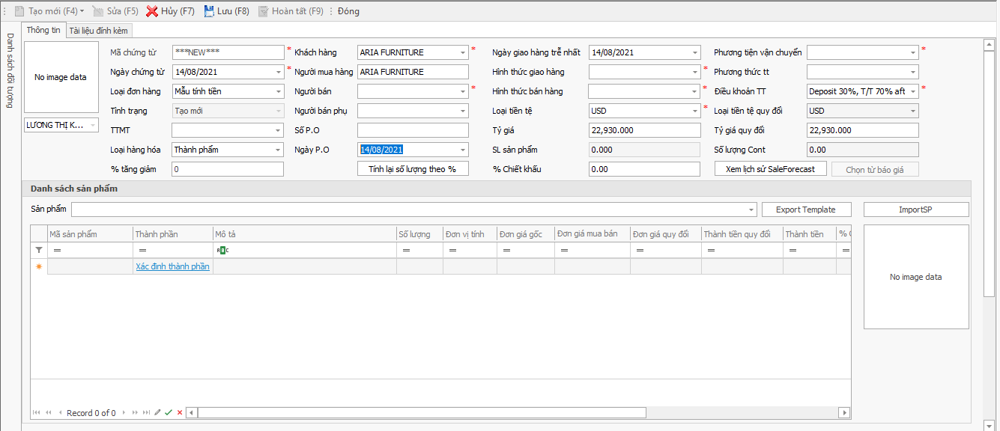 Tạo mới (F4) Sửa (F5) Hủy (F7) Lưu (F8) Hoàn tất (F9) Đóng
Danh sách đối tượng
Thông tin Tài liệu đính kèm
No image data
LƯƠNG THỊ K...
Mã chứng từ ***NEW*** * Khách hàng ARIA FURNITURE * Ngày giao hàng trễ nhất 14/08/2021 Phương tiện vận chuyển *
Ngày chứng từ 14/08/2021 * Người mua hàng ARIA FURNITURE Hình thức giao hàng * Phương thức tt
Loại đơn hàng Mẫu tính tiền Người bán * Hình thức bán hàng * Điều khoản TT Deposit 30%, T/T 70% aft *
Tình trạng Tạo mới Người bán phụ Loại tiền tệ USD * Loại tiền tệ quy đổi USD
TTMT Số P.O Tỷ giá 22,930.000 Tỷ giá quy đổi 22,930.000
Loại hàng hóa Thành phẩm Ngày P.O 14/08/2021 SL sản phẩm 0.000 Số lượng Cont 0.00
% tăng giảm 0 Tính lại số lượng theo % % Chiết khấu 0.00 Xem lịch sử SaleForecast Chọn từ báo giá
Danh sách sản phẩm
Sản phẩm Export Template ImportSP
Mã sản phẩm Thành phần Mô tả Số lượng Đơn vị tính Đơn giá gốc Đơn giá mua bán Đơn giá quy đổi Thành tiền quy đổi Thành tiền %
= = ABC = = = = = = = =
Xác định thành phần
No image data
Record 0 of 0